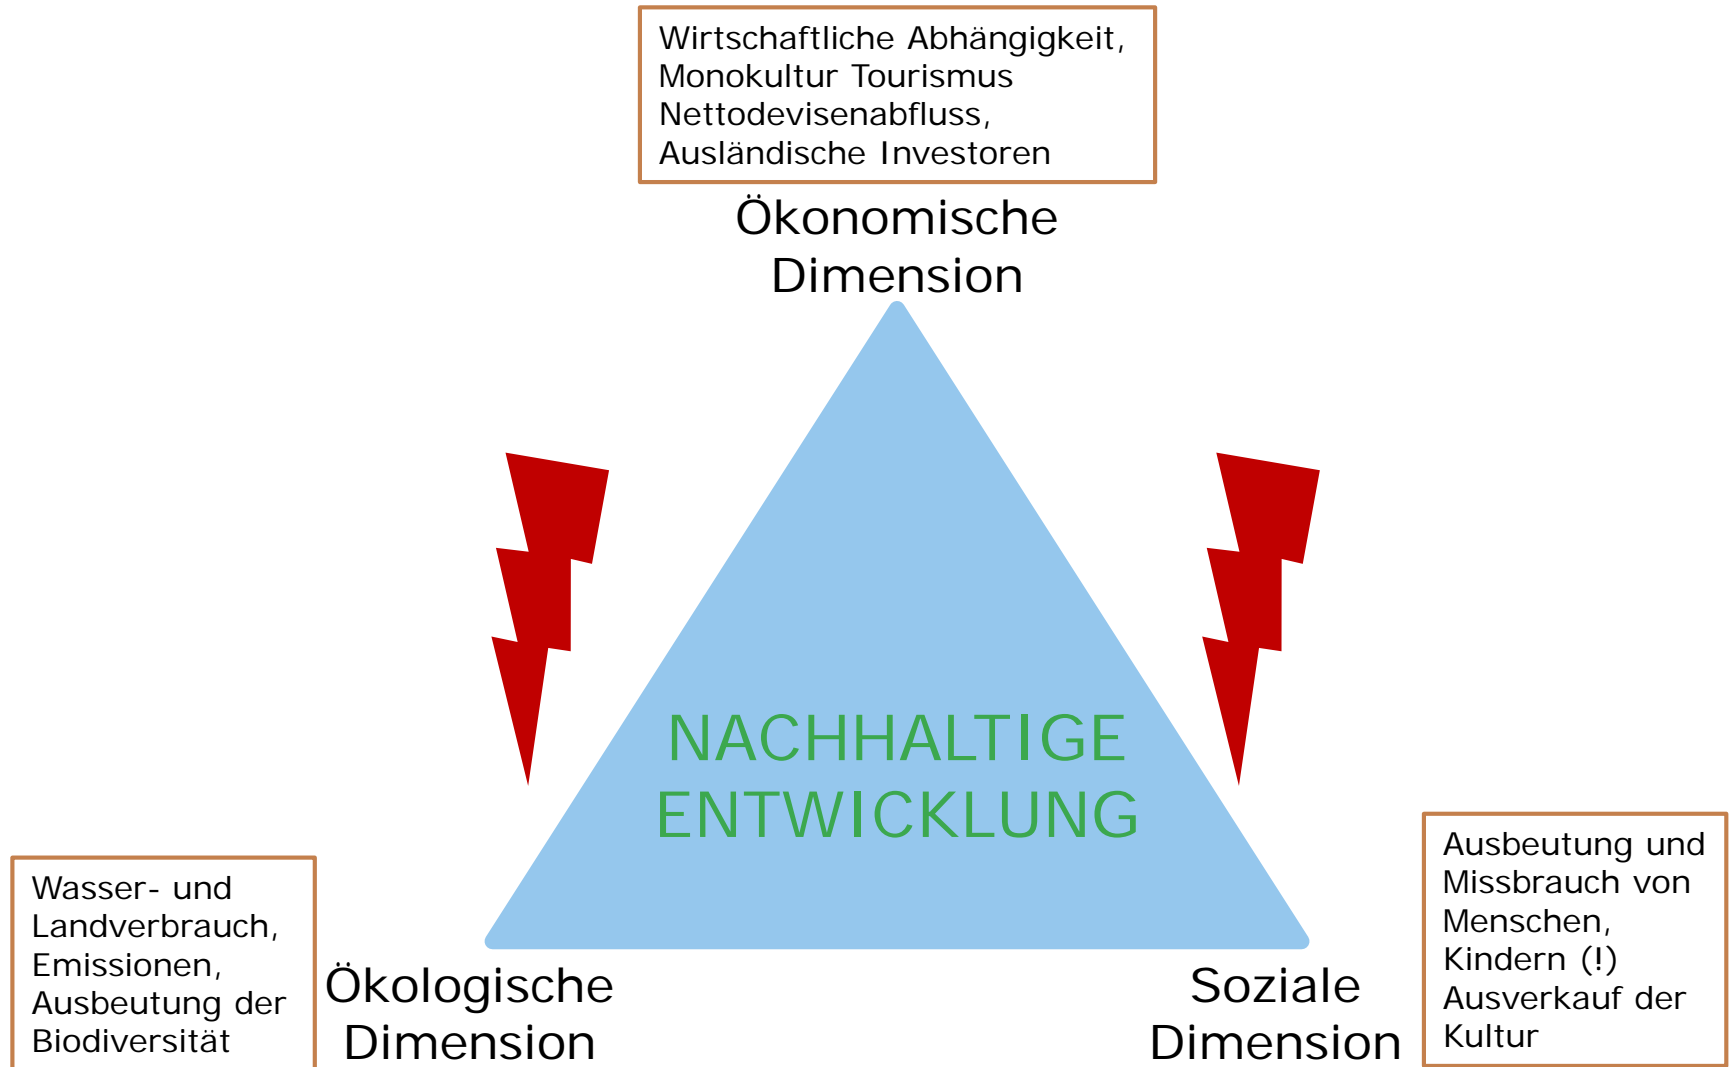 Wirtschaftliche Abhängigkeit,
Monokultur Tourismus
Nettodevisenabfluss,
Ausländische Investoren
Ökonomische
Dimension
NACHHALTIGE
ENTWICKLUNG
Wasser- und
Landverbrauch,
Emissionen,
Ausbeutung der
Biodiversität
Ökologische
Dimension
Soziale
Dimension
Ausbeutung und
Missbrauch von
Menschen,
Kindern (!)
Ausverkauf der
Kultur